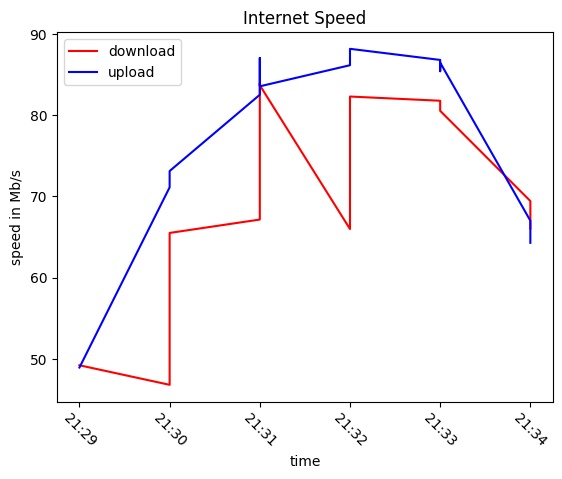 Internet Speed
download
upload
90
80
70
60
50
speed in Mb/s
21:29
21:30
21:31
21:32
21:33
21:34
time